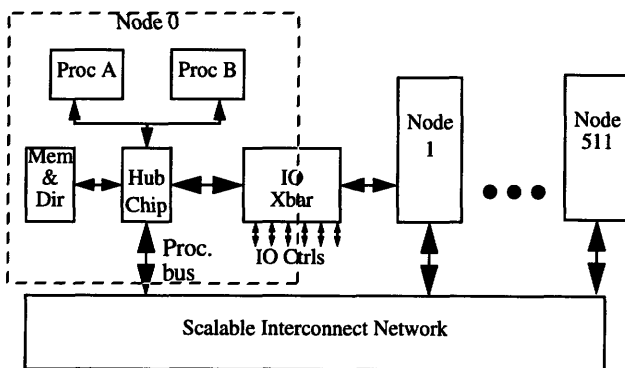 Node 0
Proc A
Proc B
Node
1
Node
511
Mem
&
Dir
Hub
Chip
IO
Xbar
Proc.
bus
IO Ctrls
Scalable Interconnect Network